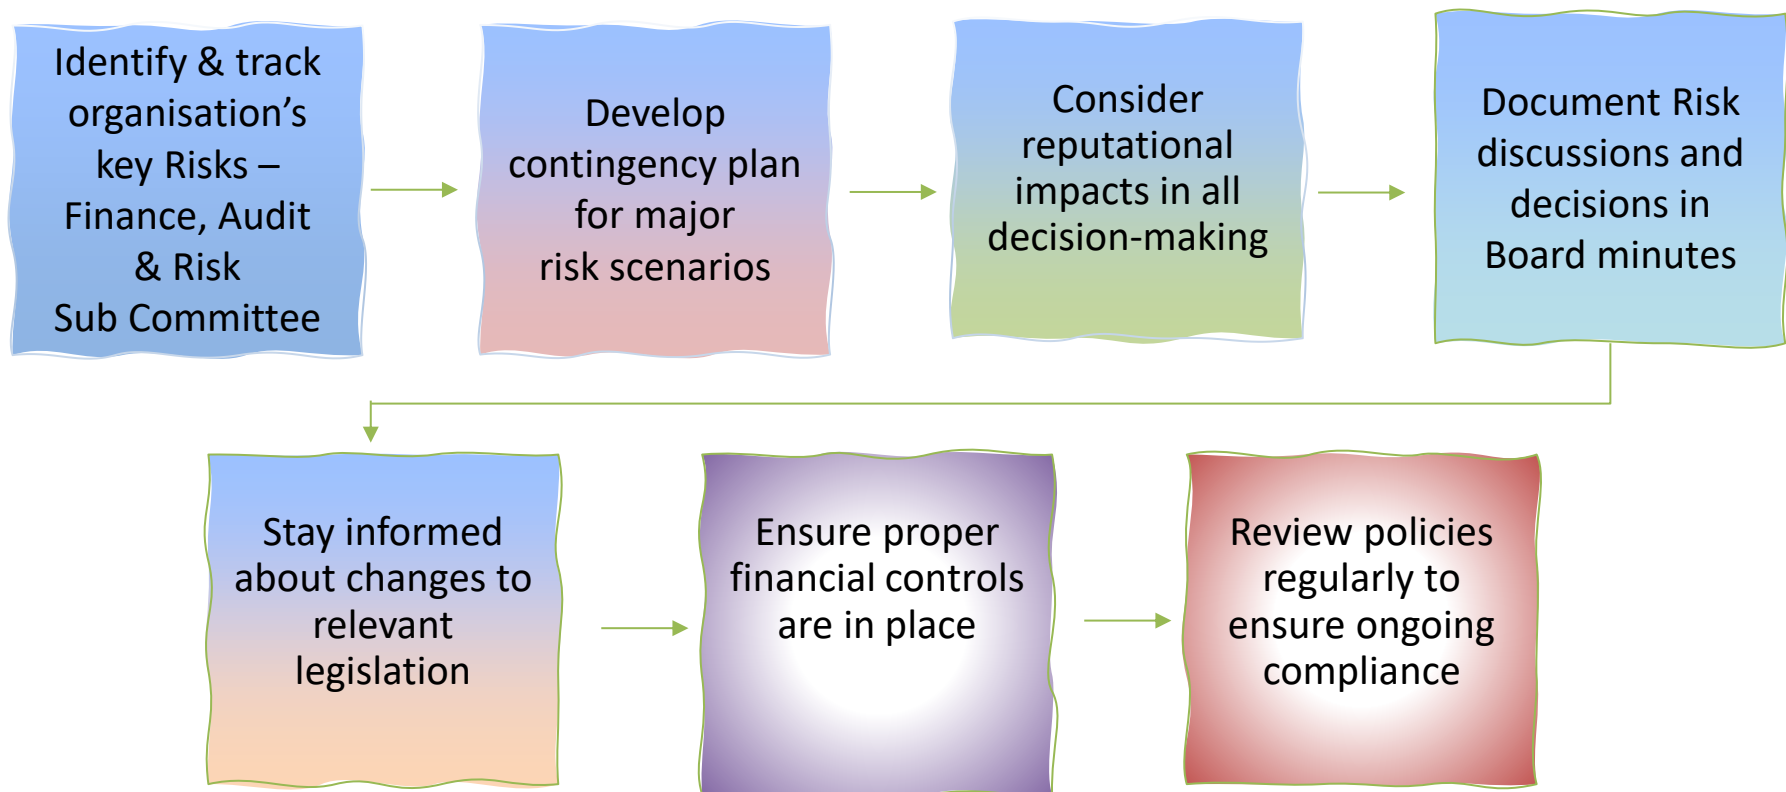 Identify & track
organisation’s
key Risks –
Finance, Audit
& Risk
Sub Committee
Develop
contingency plan
for major
risk scenarios
Consider
reputational
impacts in all
decision-making
Document Risk
discussions and
decisions in
Board minutes
Stay informed
about changes to
relevant
legislation
Ensure proper
financial controls
are in place
Review policies
regularly to
ensure ongoing
compliance